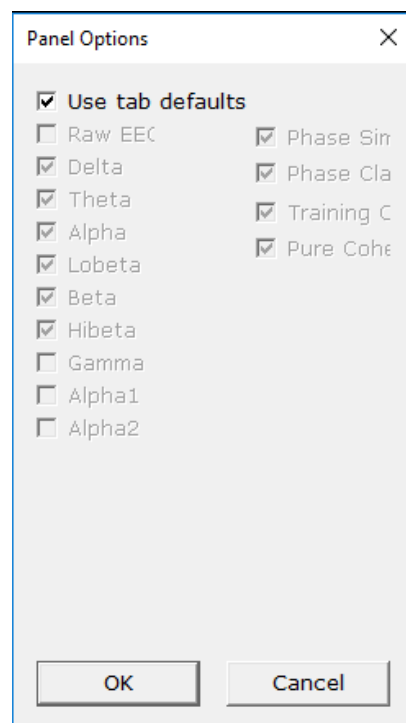 Panel Options
Use tab defaults
Raw EEC
Delta
Theta
Alpha
Lobeta
Beta
Hibeta
Gamma
Alpha1
Alpha2
Phase Sim
Phase Cla
Training C
Pure Cohe
OK
Cancel